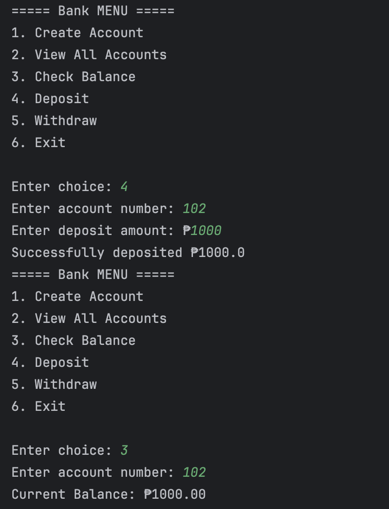 ===== Bank MENU =====
1. Create Account
2. View All Accounts
3. Check Balance
4. Deposit
5. Withdraw
6. Exit
Enter choice: 4
Enter account number: 102
Enter deposit amount: ₱1000
Successfully deposited ₱1000.0
===== Bank MENU =====
1. Create Account
2. View All Accounts
3. Check Balance
4. Deposit
5. Withdraw
6. Exit
Enter choice: 3
Enter account number: 102
Current Balance: ₱1000.00